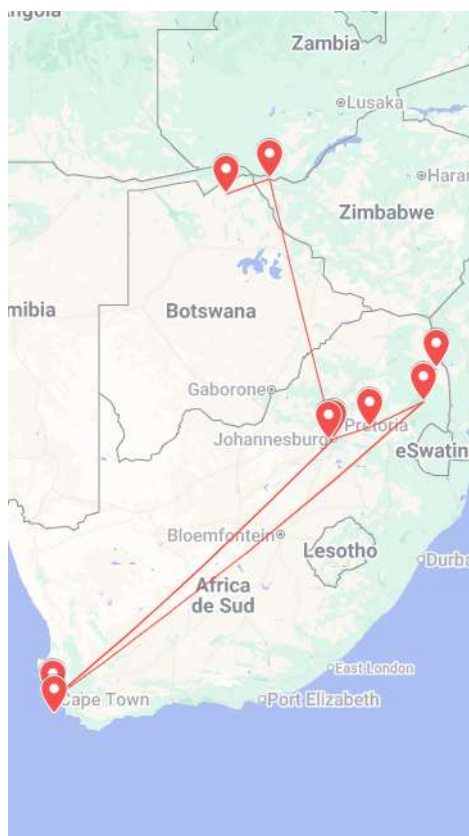 ngola
Zambia
Lusaka
Harar
Zimbabwe
mibia
Botswana
Gaborone
Pretoria
Johannesburg
eSwatin
Bloemfontein
Lesotho
Durba
Africa
de Sud
East London
Cape Town
Port Elizabeth